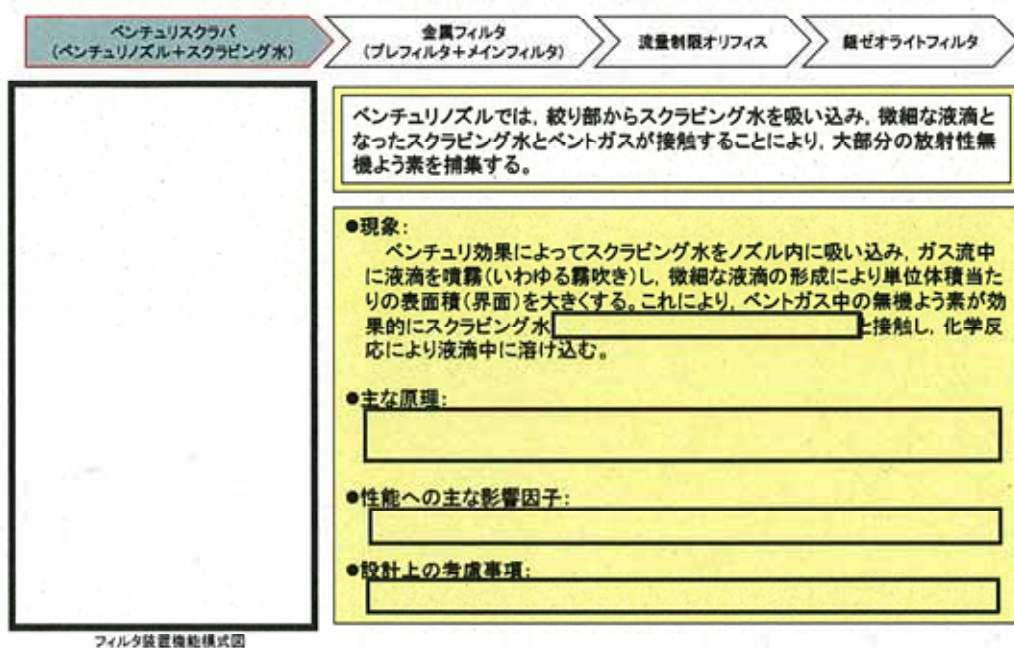 ベンチュリスクラバ
(ベンチュリノズル+スクラビング水)
金属フィルタ
(プレフィルタ+メインフィルタ)
流量制限オリフィス
銀ゼオライトフィルタ
ベンチュリノズルでは,絞り部からスクラビング水を吸い込み,微細な液滴と
なったスクラビング水とベントガスが接触することにより,大部分の放射性無
機よう素を捕集する。
●現象:
ベンチュリ効果によってスクラビング水をノズル内に吸い込み,ガス流中
に液滴を噴霧(いわゆる霧吹き)し,微細な液滴の形成により単位体積当た
りの表面積(界面)を大きくする。これにより,ベントガス中の無機よう素が効
果的にスクラビング水 と接触し,化学反
応により液滴中に溶け込む。
●主な原理:
●性能への主な影響因子:
●設計上の考慮事項:
フィルタ装置機能模式図